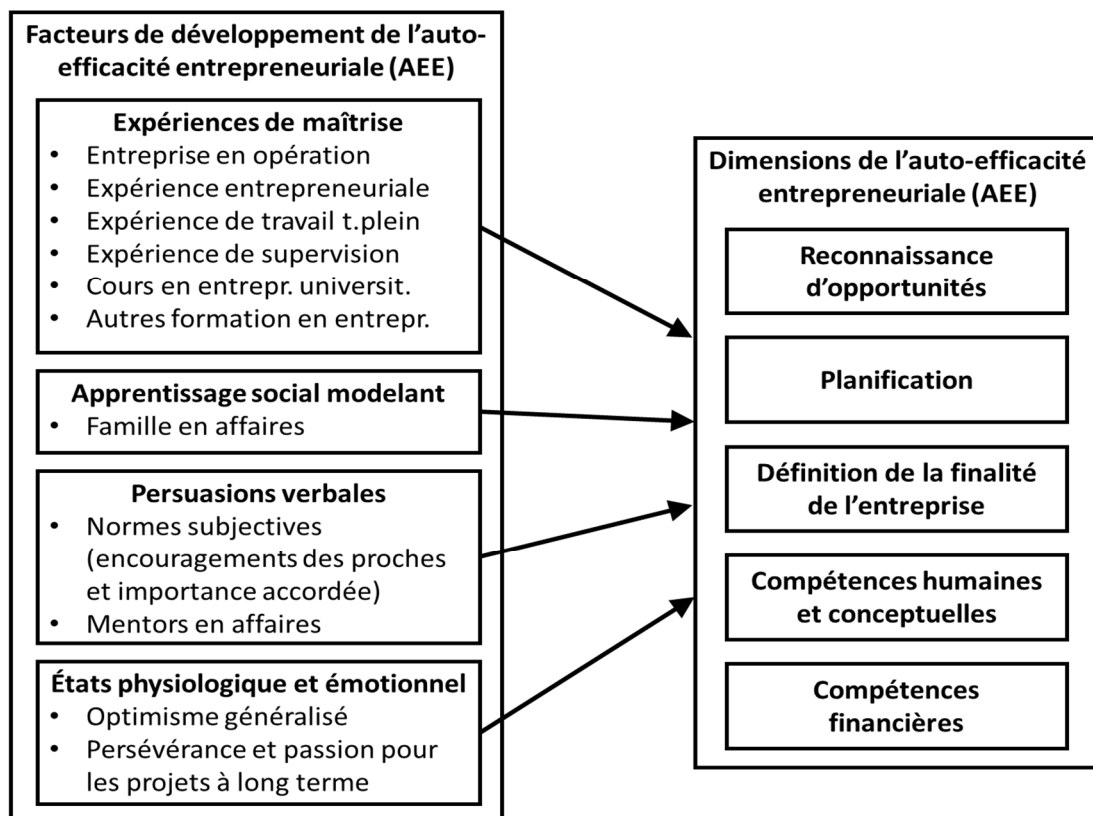 Facteurs de développement de l’auto-
efficacité entrepreneuriale (AEE)
Expériences de maîtrise
• Entreprise en opération
• Expérience entrepreneuriale
• Expérience de travail t.plein
• Expérience de supervision
• Cours en entrepr. universit.
• Autres formation en entrepr.
Apprentissage social modelant
• Famille en affaires
Persuasions verbales
• Normes subjectives
(encouragements des proches
et importance accordée)
• Mentors en affaires
États physiologique et émotionnel
• Optimisme généralisé
• Persévérance et passion pour
les projets à long terme
Dimensions de l’auto-efficacité
entrepreneuriale (AEE)
Reconnaissance
d’opportunités
Planification
Définition de la finalité
de l’entreprise
Compétences humaines
et conceptuelles
Compétences
financières